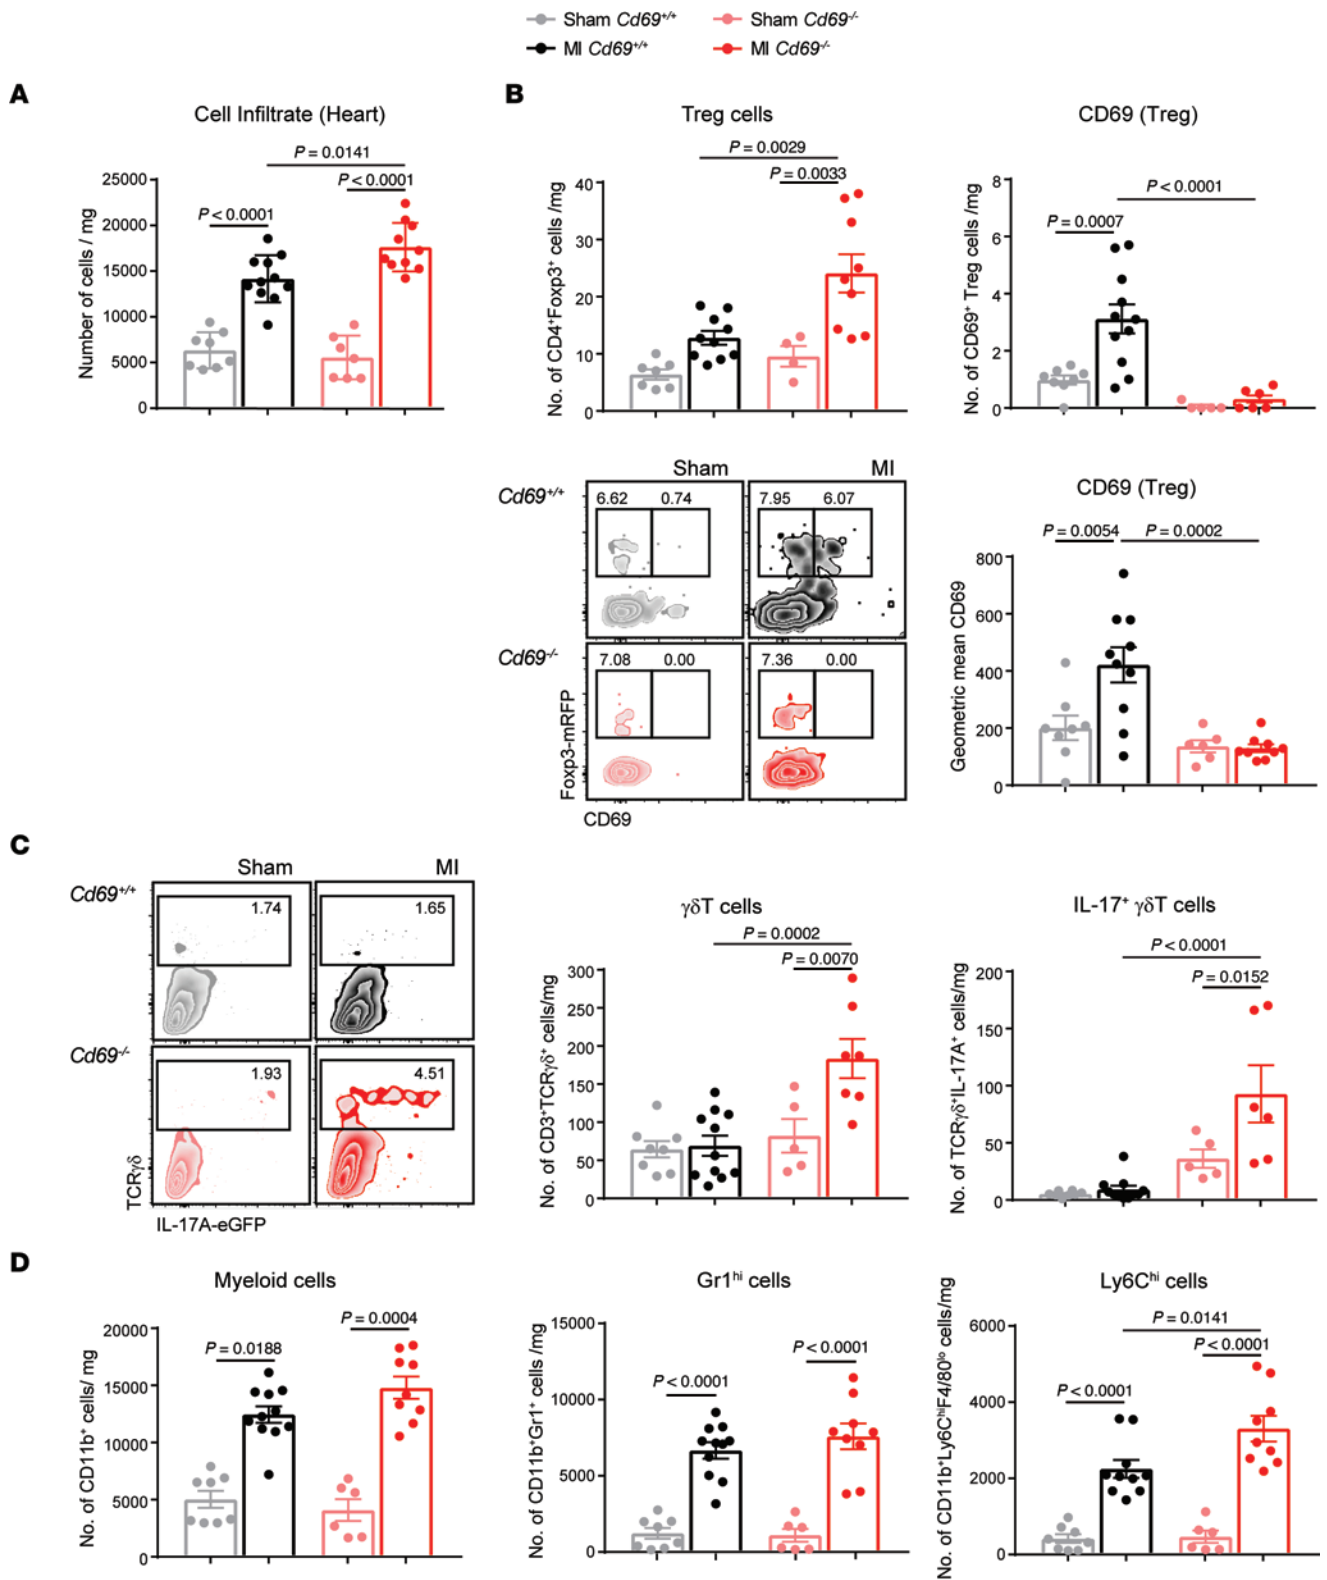 Sham Cd69+/+
Sham Cd69-/-
MI Cd69+/+
MI Cd69-/-
A
Cell Infiltrate (Heart)
P = 0.0141
P < 0.0001
P < 0.0001
Number of cells / mg
25000
20000
15000
10000
5000
0
B
Treg cells
P = 0.0029
P = 0.0033
No. of CD4+Foxp3+ cells /mg
40
30
20
10
0
CD69 (Treg)
P < 0.0001
P = 0.0007
No. of CD69+ Treg cells /mg
8
6
4
2
0
Sham
MI
Cd69+/+
6.62
0.74
7.95
6.07
Cd69-/-
7.08
0.00
7.36
0.00
Foxp3-mRFP
CD69
CD69 (Treg)
P = 0.0054
P = 0.0002
Geometric mean CD69
800
600
400
200
0
C
Sham
MI
Cd69+/+
1.74
1.65
Cd69-/-
1.93
4.51
TCRγδ
IL-17A-eGFP
γδT cells
P = 0.0002
P = 0.0070
No. of CD3+TCRγδ+ cells/mg
300
250
200
150
100
50
0
IL-17+ γδT cells
P < 0.0001
P = 0.0152
No. of TCRγδ+IL-17A+ cells/mg
200
150
100
50
0
D
Myeloid cells
P = 0.0004
P = 0.0188
No. of CD11b+ cells/ mg
20000
15000
10000
5000
0
Gr1hi cells
P < 0.0001
P < 0.0001
No. of CD11b+Gr1+ cells /mg
15000
10000
5000
0
Ly6Chi cells
P = 0.0141
P < 0.0001
P < 0.0001
No. of CD11b+Ly6ChiF4/80lo cells/mg
6000
4000
2000
0